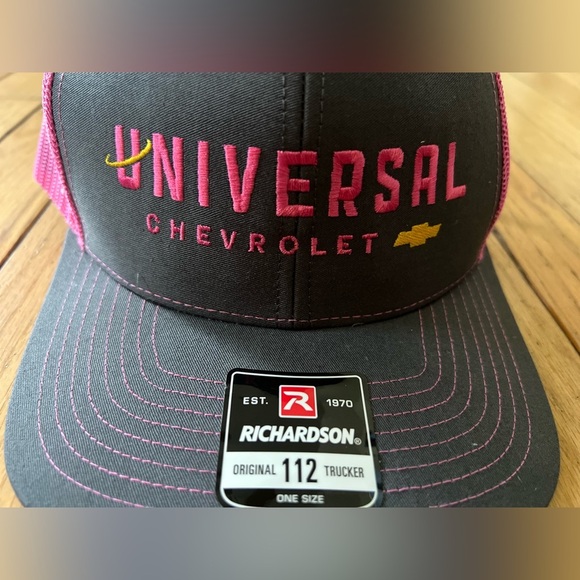 UNIVERSAL
CHEVROLET
EST. R 1970
RICHARDSON®
ORIGINAL 112 TRUCKER
ONE SIZE